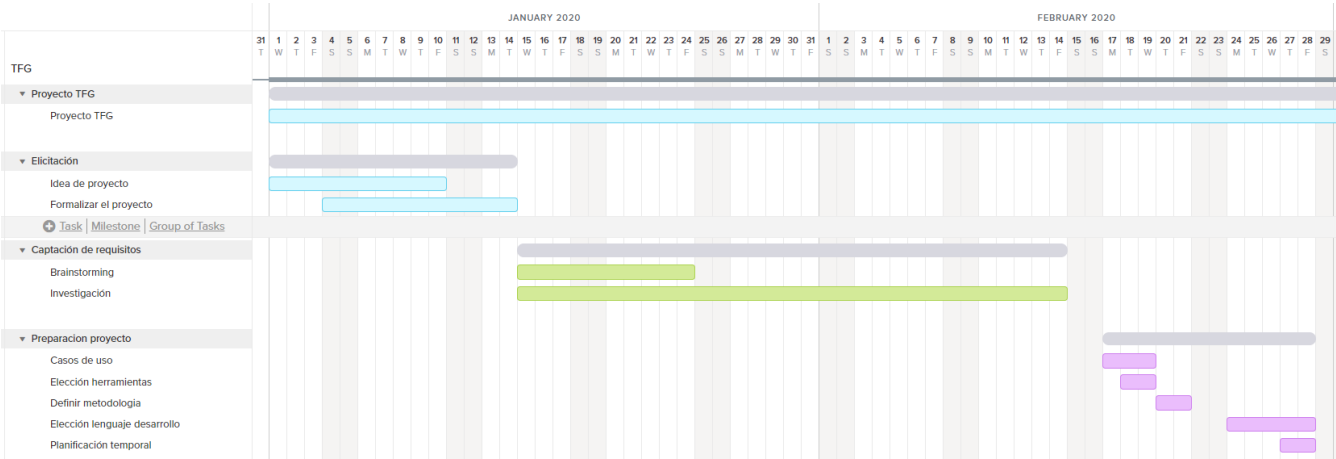 JANUARY 2020 FEBRUARY 2020
31 1 2 3 4 5 6 7 8 9 10 11 12 13 14 15 16 17 18 19 20 21 22 23 24 25 26 27 28 29 30 31 1 2 3 4 5 6 7 8 9 10 11 12 13 14 15 16 17 18 19 20 21 22 23 24 25 26 27 28 29
T W T F S S M T W T F S S M T W T F S S M T W T F S S M T W T F S S M T W T F S S M T W T F S S M T W T F S S M T W T F S
TFG
Proyecto TFG
Proyecto TFG
Elicitación
Idea de proyecto
Formalizar el proyecto
Task | Milestone | Group of Tasks
Captación de requisitos
Brainstorming
Investigación
Preparacion proyecto
Casos de uso
Elección herramientas
Definir metodologia
Elección lenguaje desarrollo
Planificación temporal